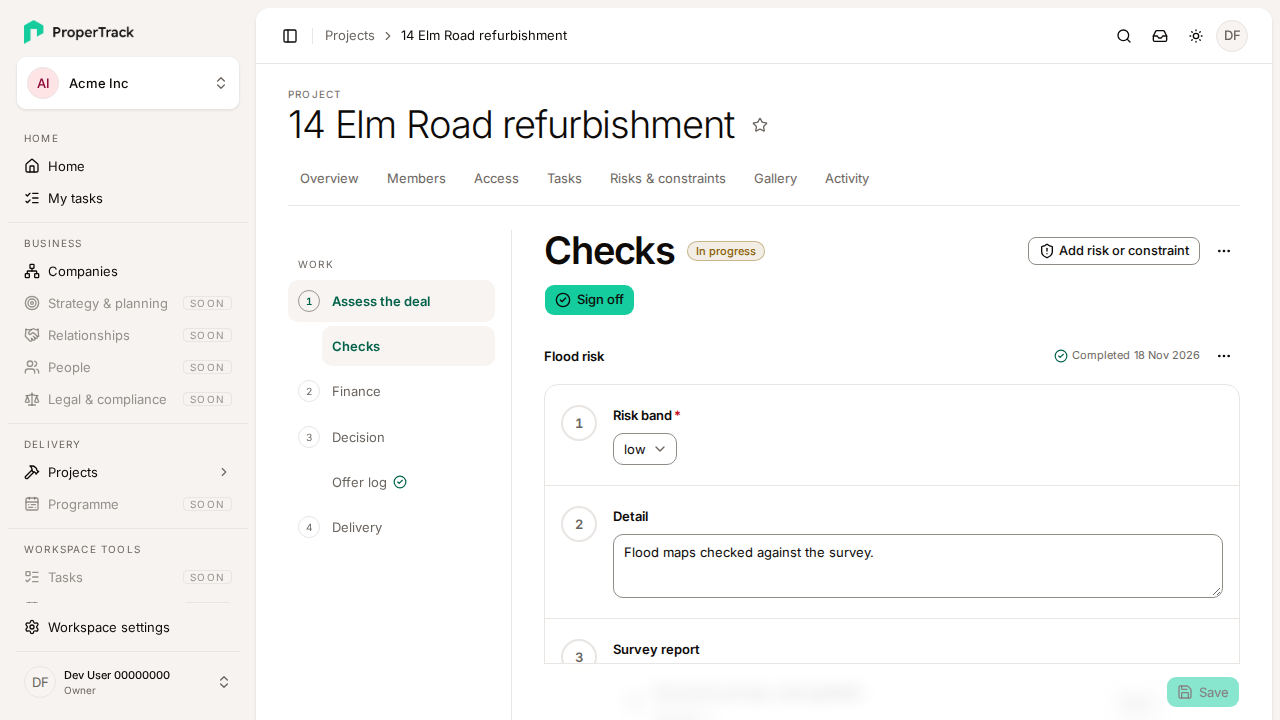 ProperTrack
AI Acme Inc
HOME
Home
My tasks
BUSINESS
Companies
Strategy & planning SOON
Relationships SOON
People SOON
Legal & compliance SOON
DELIVERY
Projects
Programme SOON
WORKSPACE TOOLS
Tasks SOON
Workspace settings
DF Dev User 00000000
Owner
Projects > 14 Elm Road refurbishment
DF
PROJECT
14 Elm Road refurbishment
Overview Members Access Tasks Risks & constraints Gallery Activity
WORK
1 Assess the deal
Checks
2 Finance
3 Decision
Offer log
4 Delivery
Checks In progress
Add risk or constraint
Sign off
Flood risk Completed 18 Nov 2026
1 Risk band *
low
2 Detail
Flood maps checked against the survey.
3 Survey report
Save